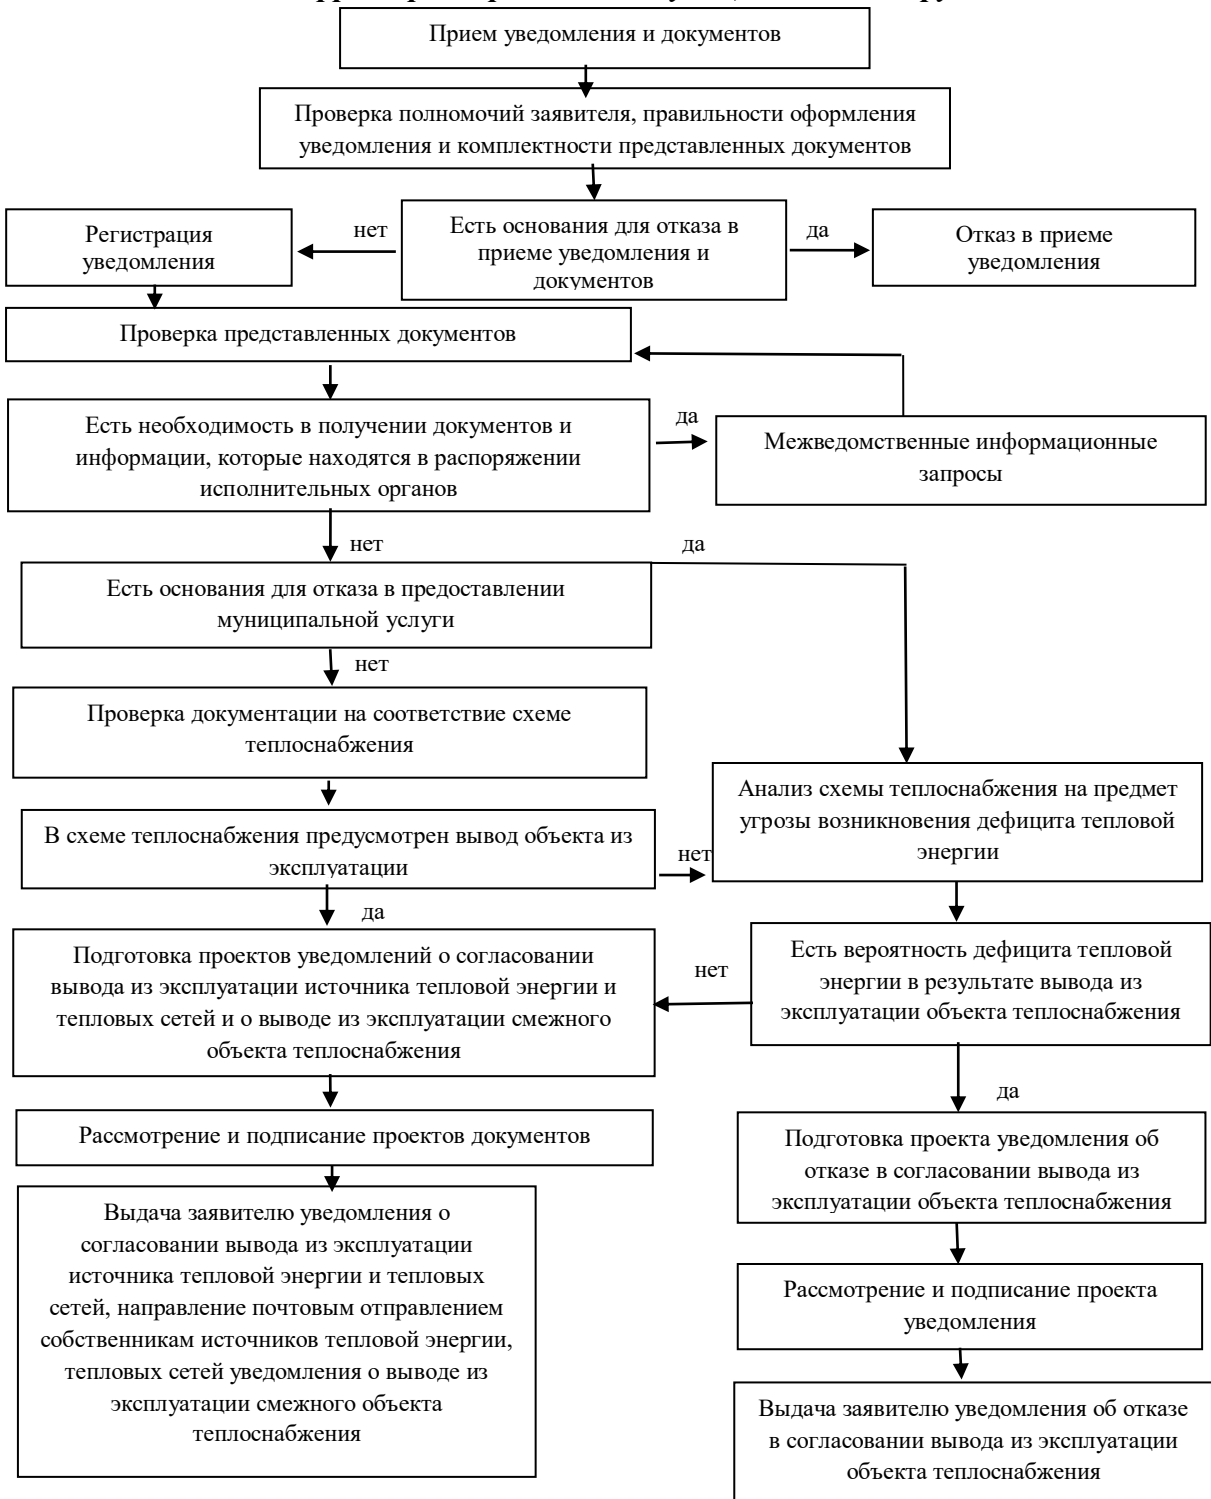 Прием уведомления и документов
Проверка полномочий заявителя, правильности оформления
уведомления и комплектности представленных документов
Регистрация
уведомления
нет
Есть основания для отказа в
приеме уведомления и
документов
да
Отказ в приеме
уведомления
Проверка представленных документов
Есть необходимость в получении документов и
информации, которые находятся в распоряжении
исполнительных органов
да
Межведомственные информационные
запросы
нет
да
Есть основания для отказа в предоставлении
муниципальной услуги
нет
Проверка документации на соответствие схеме
теплоснабжения
Анализ схемы теплоснабжения на предмет
угрозы возникновения дефицита тепловой
энергии
В схеме теплоснабжения предусмотрен вывод объекта из
эксплуатации
нет
да
Подготовка проектов уведомлений о согласовании
вывода из эксплуатации источника тепловой энергии и
тепловых сетей и о выводе из эксплуатации смежного
объекта теплоснабжения
нет
Есть вероятность дефицита тепловой
энергии в результате вывода из
эксплуатации объекта теплоснабжения
да
Рассмотрение и подписание проектов документов
Подготовка проекта уведомления об
отказе в согласовании вывода из
эксплуатации объекта теплоснабжения
Выдача заявителю уведомления о
согласовании вывода из эксплуатации
источника тепловой энергии и тепловых
сетей, направление почтовым отправлением
собственникам источников тепловой энергии,
тепловых сетей уведомления о выводе из
эксплуатации смежного объекта
теплоснабжения
Рассмотрение и подписание проекта
уведомления
Выдача заявителю уведомления об отказе
в согласовании вывода из эксплуатации
объекта теплоснабжения